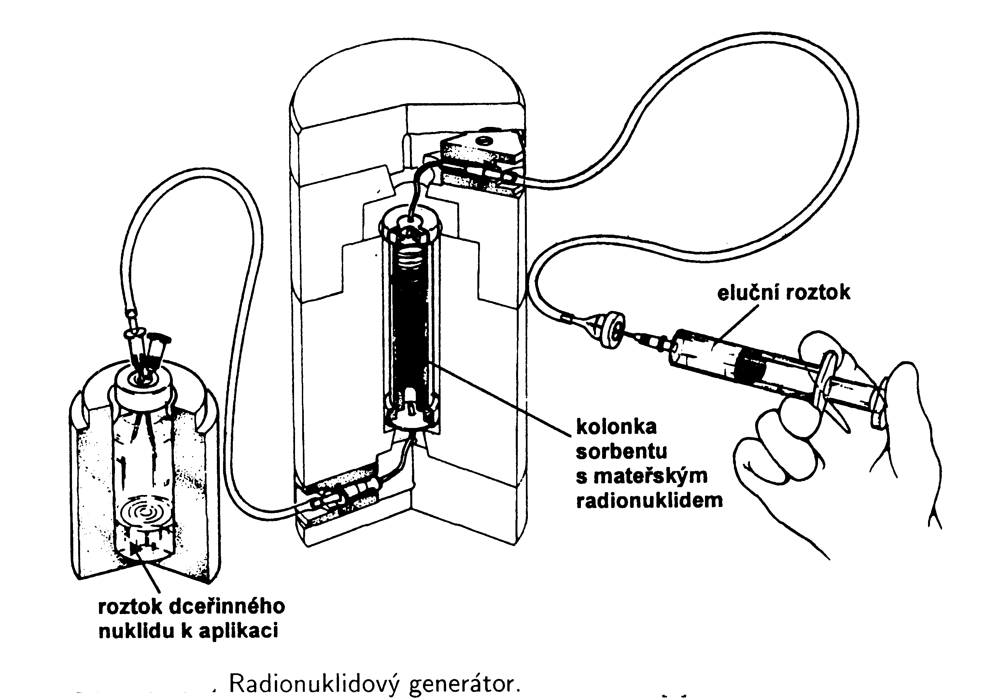 eluční roztok
kolonka
sorbentu
s mateřským
radionuklidem
roztok dceřinného
nuklidu k aplikaci
Radionuklidový generátor.